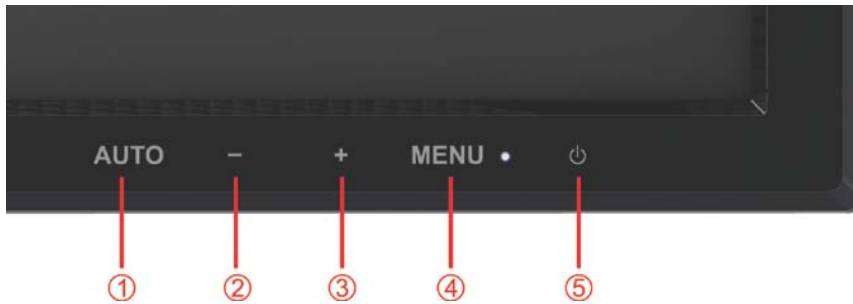 AUTO - + MENU
① ② ③ ④ ⑤